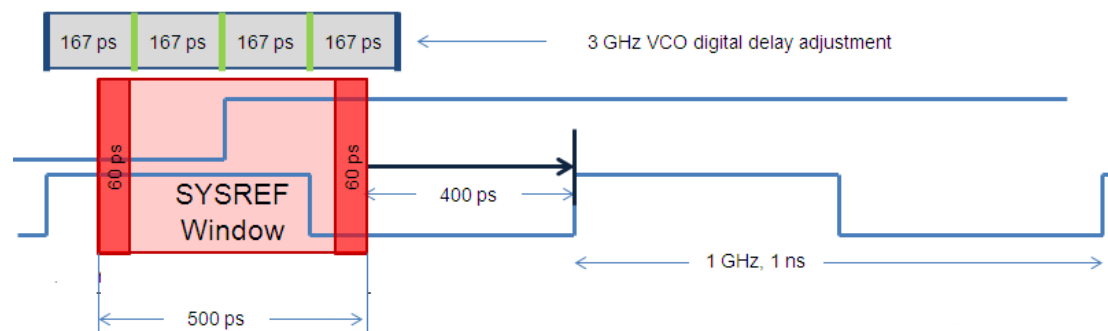 167 ps 167 ps 167 ps 167 ps
3 GHz VCO digital delay adjustment
60 ps
60 ps
SYSREF
Window
400 ps
1 GHz, 1 ns
500 ps